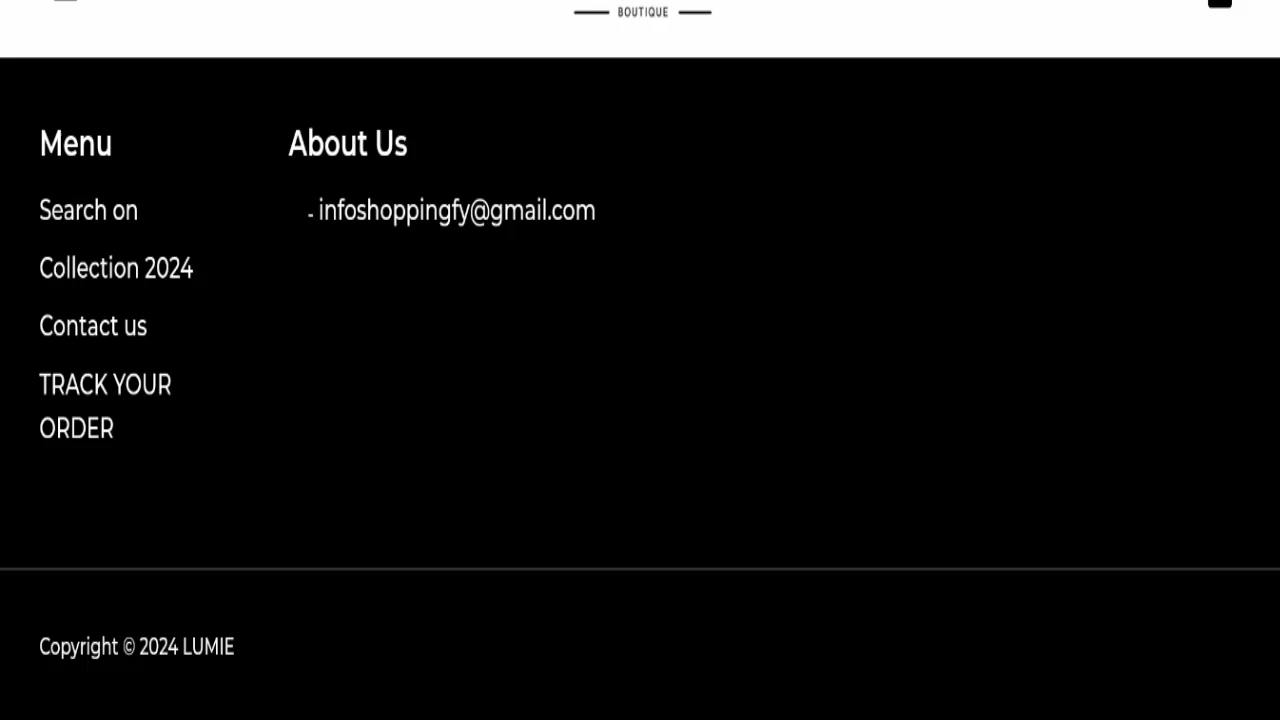 BOUTIQUE
Menu
About Us
Search on
- infoshoppingfy@gmail.com
Collection 2024
Contact us
TRACK YOUR
ORDER
Copyright © 2024 LUMIE